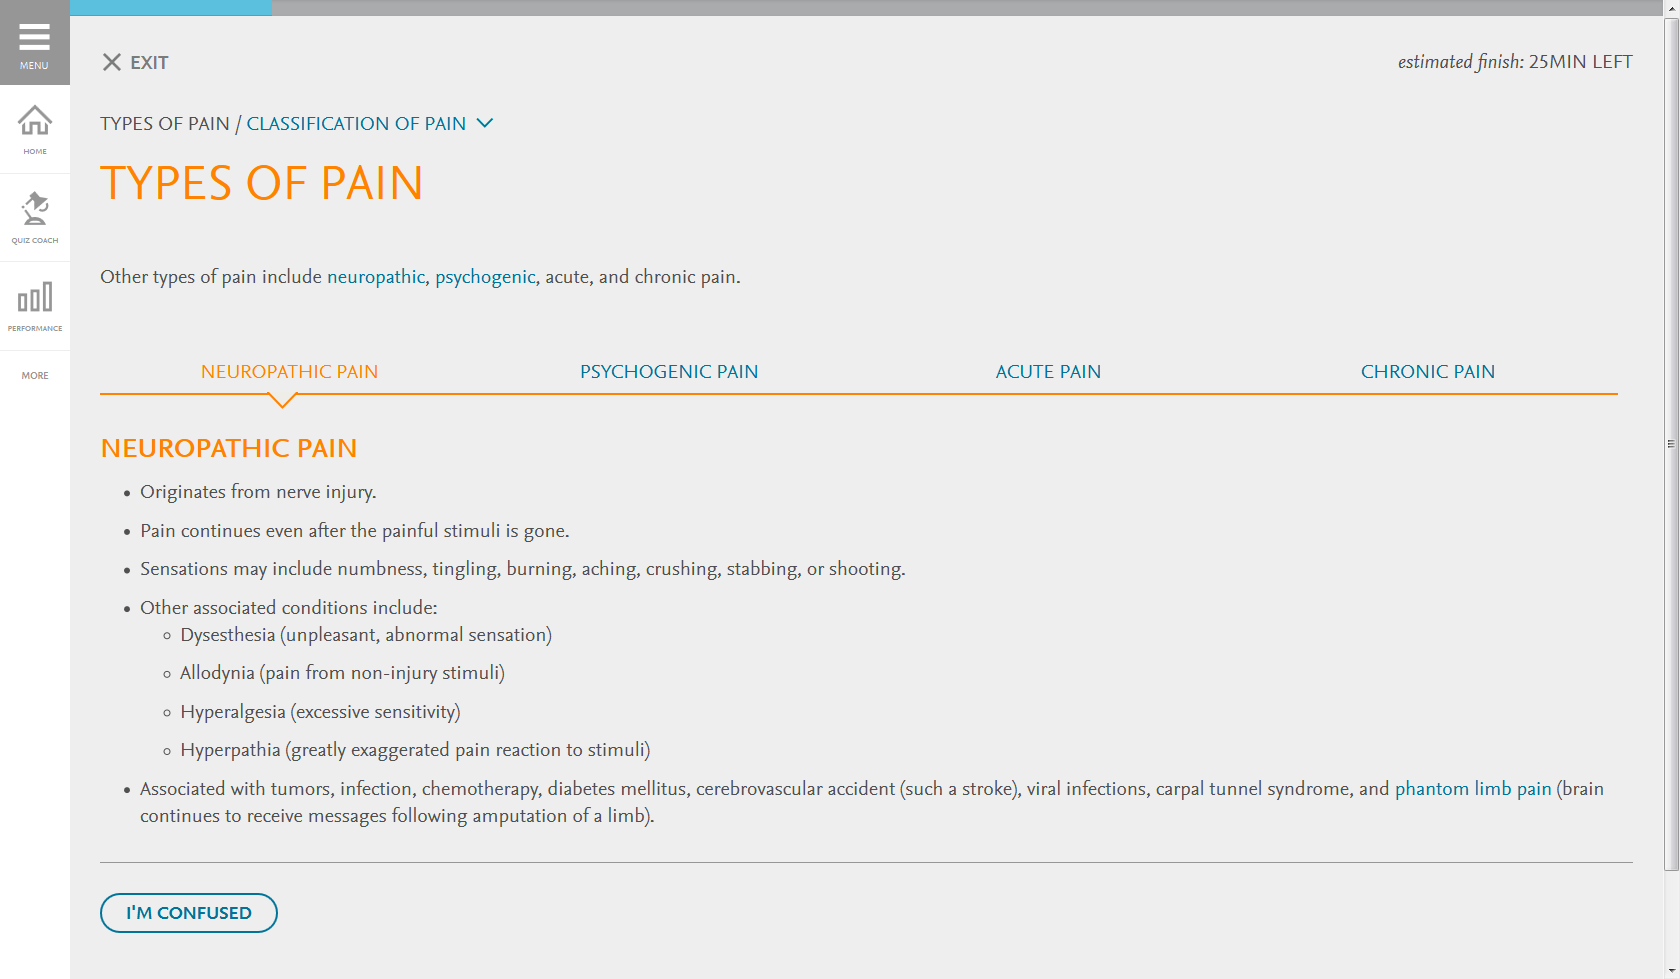 MENU
HOME
QUIZ COACH
PERFORMANCE
MORE
EXIT
estimated finish: 25MIN LEFT
TYPES OF PAIN / CLASSIFICATION OF PAIN
TYPES OF PAIN
Other types of pain include neuropathic, psychogenic, acute, and chronic pain.
NEUROPATHIC PAIN
PSYCHOGENIC PAIN
ACUTE PAIN
CHRONIC PAIN
NEUROPATHIC PAIN
• Originates from nerve injury.
• Pain continues even after the painful stimuli is gone.
• Sensations may include numbness, tingling, burning, aching, crushing, stabbing, or shooting.
• Other associated conditions include:
◦ Dysesthesia (unpleasant, abnormal sensation)
◦ Allodynia (pain from non-injury stimuli)
◦ Hyperalgesia (excessive sensitivity)
◦ Hyperpathia (greatly exaggerated pain reaction to stimuli)
• Associated with tumors, infection, chemotherapy, diabetes mellitus, cerebrovascular accident (such a stroke), viral infections, carpal tunnel syndrome, and phantom limb pain (brain
continues to receive messages following amputation of a limb).
I'M CONFUSED